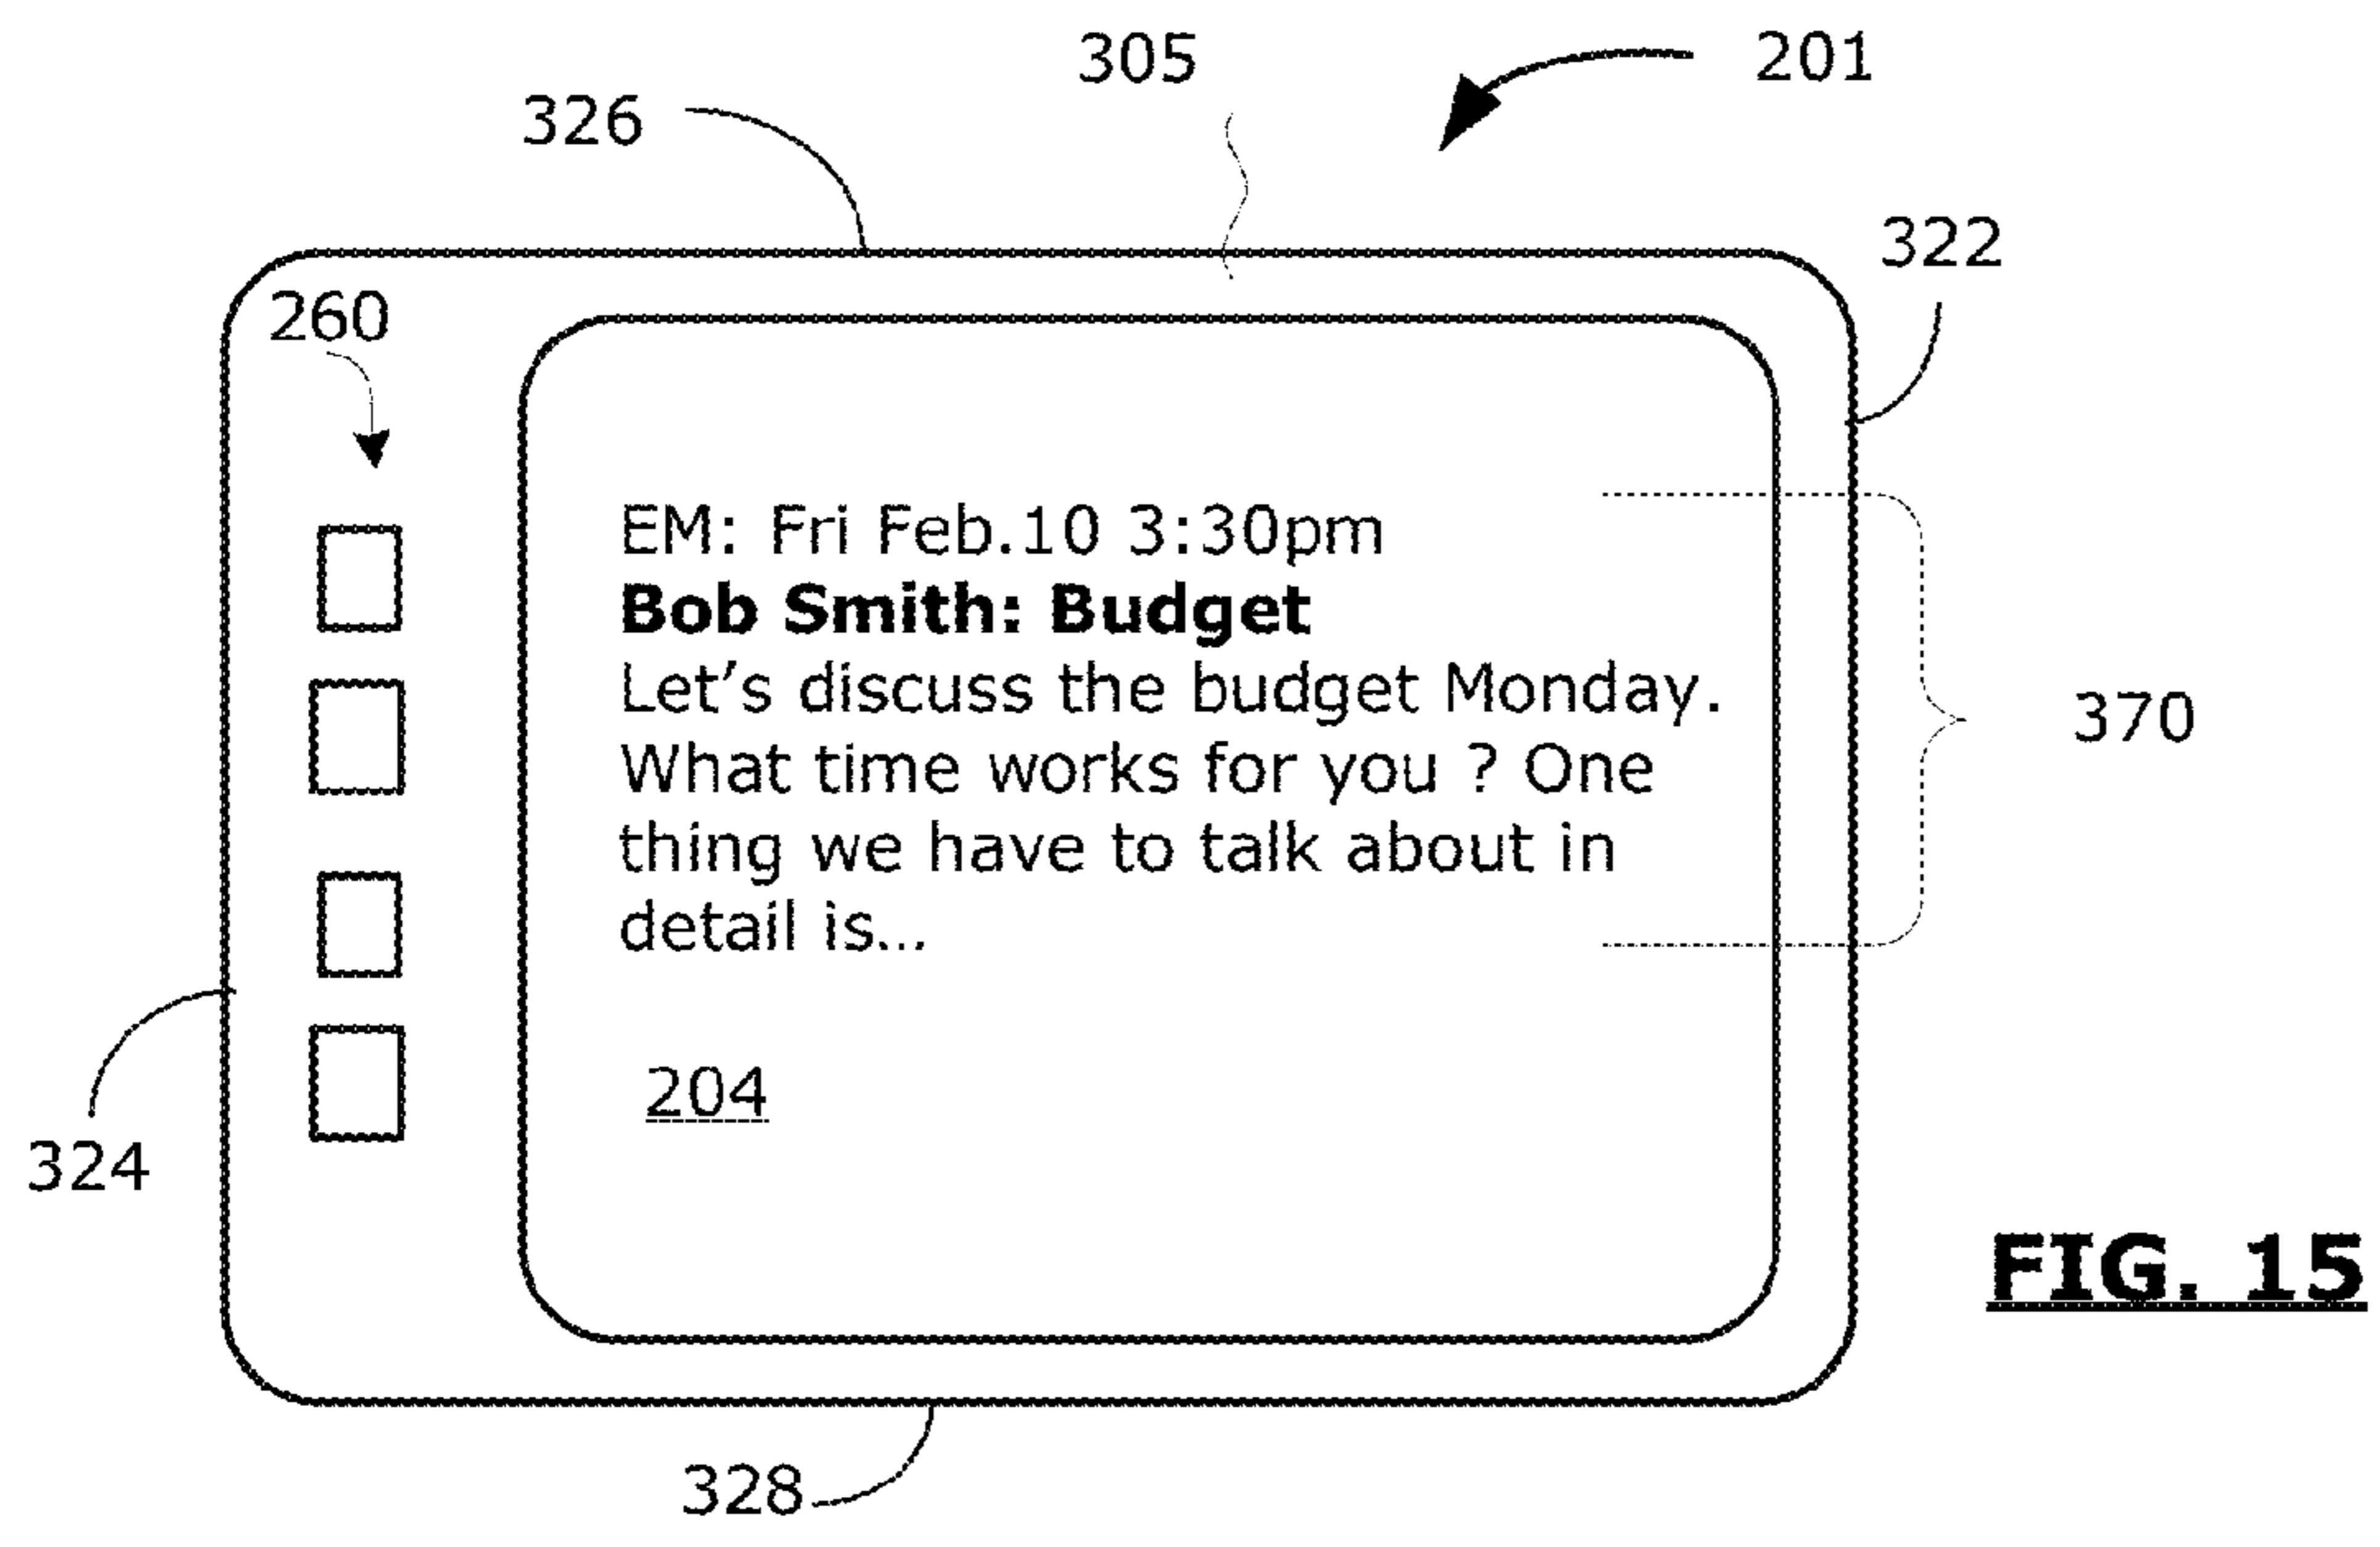 305
201
326
322
260
EM: Fri Feb.10 3:30pm
Bob Smith: Budget
Let's discuss the budget Monday.
What time works for you ? One
thing we have to talk about in
detail is...
370
204
324
FIG. 15
328